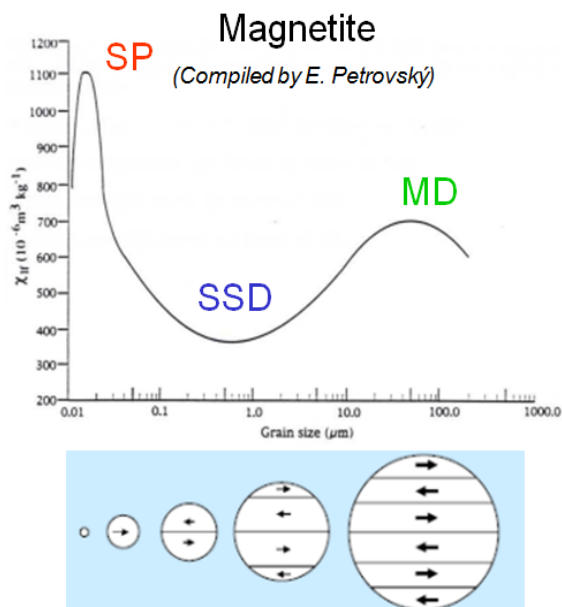 Magnetite
SP
(Compiled by E. Petrovský)
1200
1100
1000
900
800
700
600
500
400
300
200
χlf (10⁻⁶m³ kg⁻¹)
MD
SSD
0.01 0.1 1.0 10.0 100.0 1000.0
Grain size (μm)